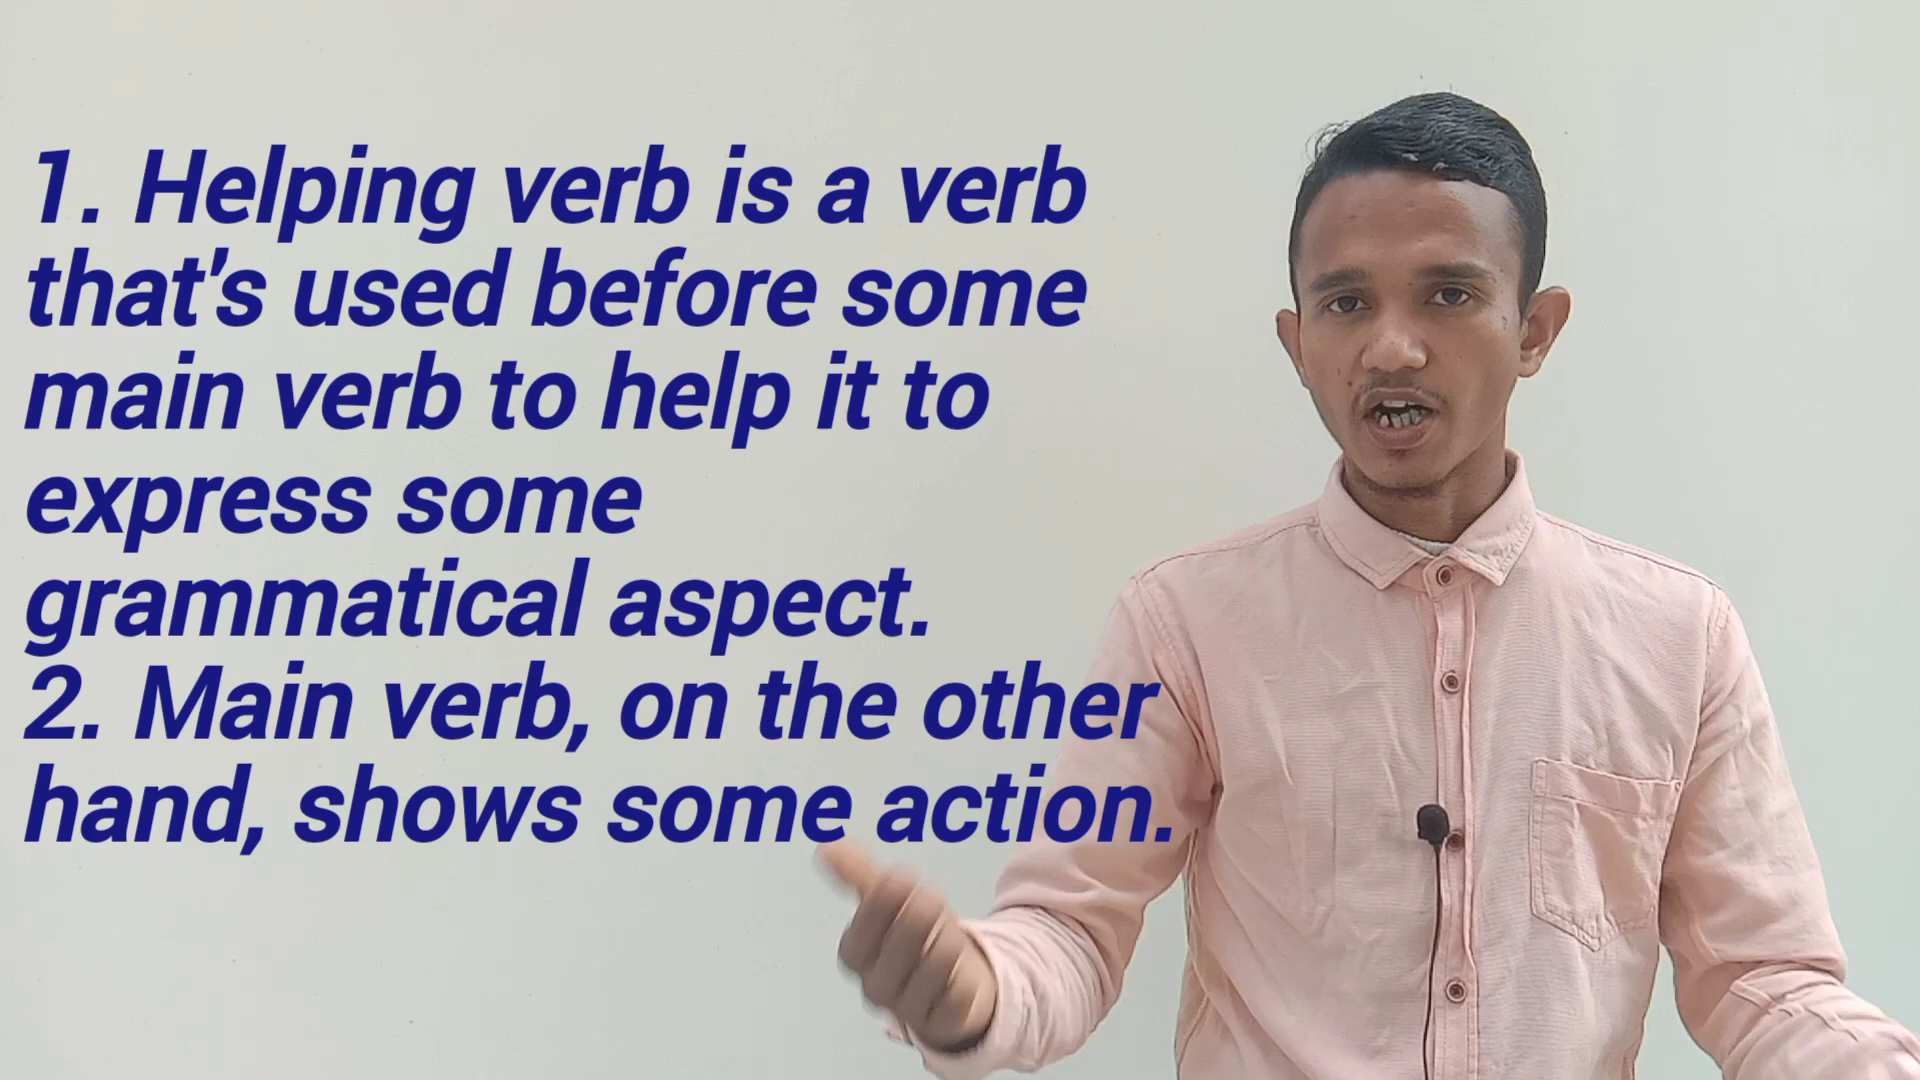 1. Helping verb is a verb
that's used before some
main verb to help it to
express some
grammatical aspect.
2. Main verb, on the other
hand, shows some action.